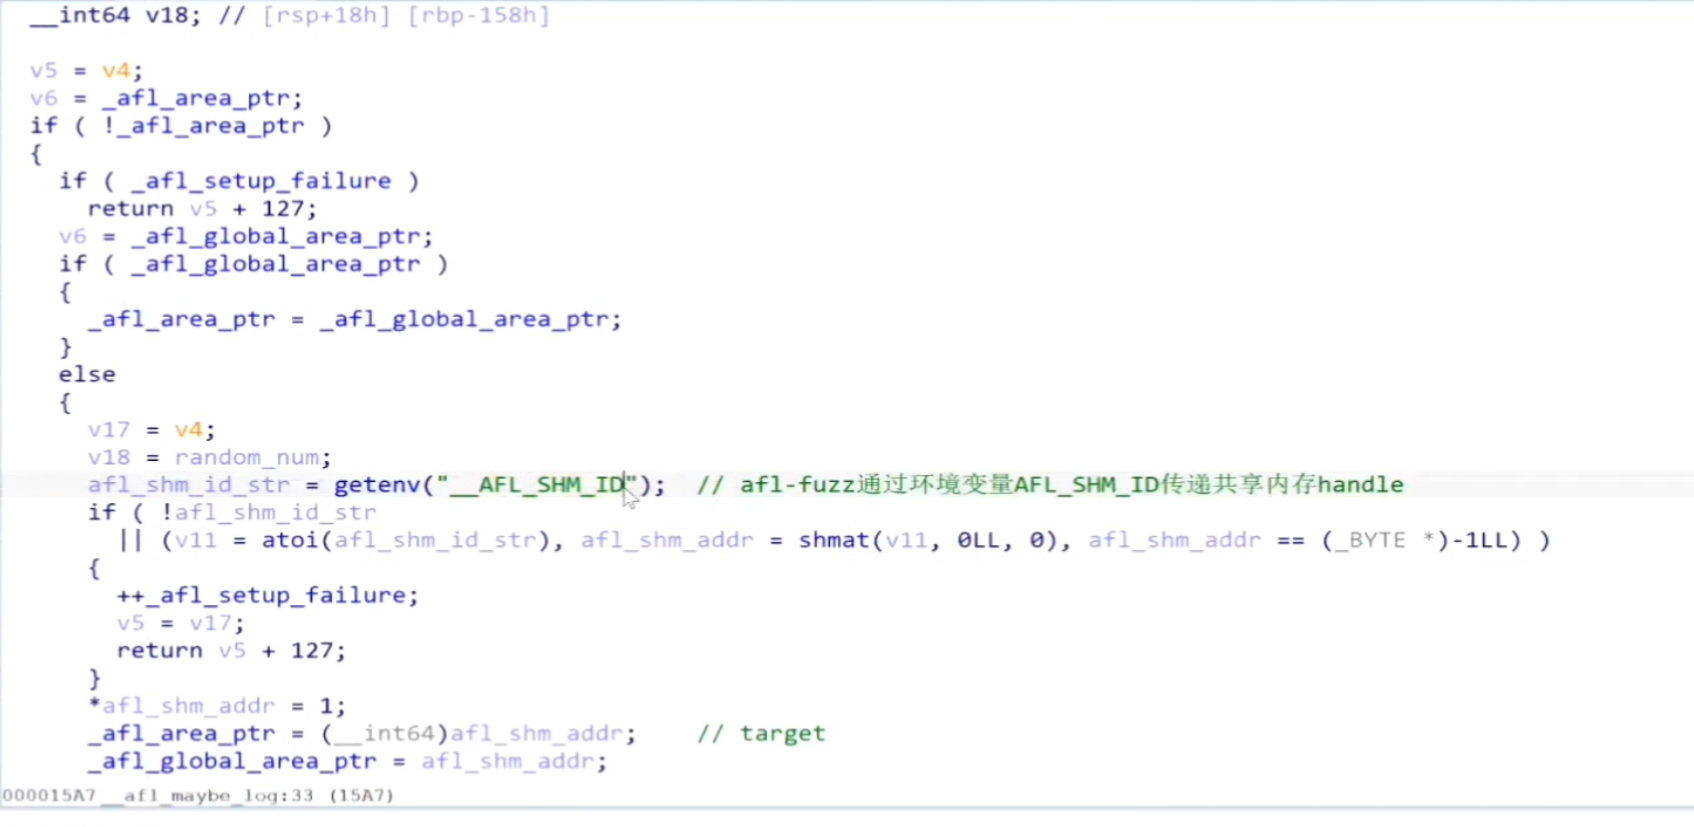 __int64 v18; // [rsp+18h] [rbp-158h]
v5 = v4;
v6 = _afl_area_ptr;
if ( !_afl_area_ptr )
{
if ( _afl_setup_failure )
return v5 + 127;
v6 = _afl_global_area_ptr;
if ( _afl_global_area_ptr )
{
_afl_area_ptr = _afl_global_area_ptr;
}
else
{
v17 = v4;
v18 = random_num;
afl_shm_id_str = getenv("__AFL_SHM_ID"); // afl-fuzz通过环境变量AFL_SHM_ID传递共享内存handle
if ( !afl_shm_id_str
|| (v11 = atoi(afl_shm_id_str), afl_shm_addr = shmat(v11, 0LL, 0), afl_shm_addr == (_BYTE *)-1LL) )
{
++_afl_setup_failure;
v5 = v17;
return v5 + 127;
}
*afl_shm_addr = 1;
_afl_area_ptr = (__int64)afl_shm_addr; // target
_afl_global_area_ptr = afl_shm_addr;
000015A7 __afl_maybe_log:33 (15A7)